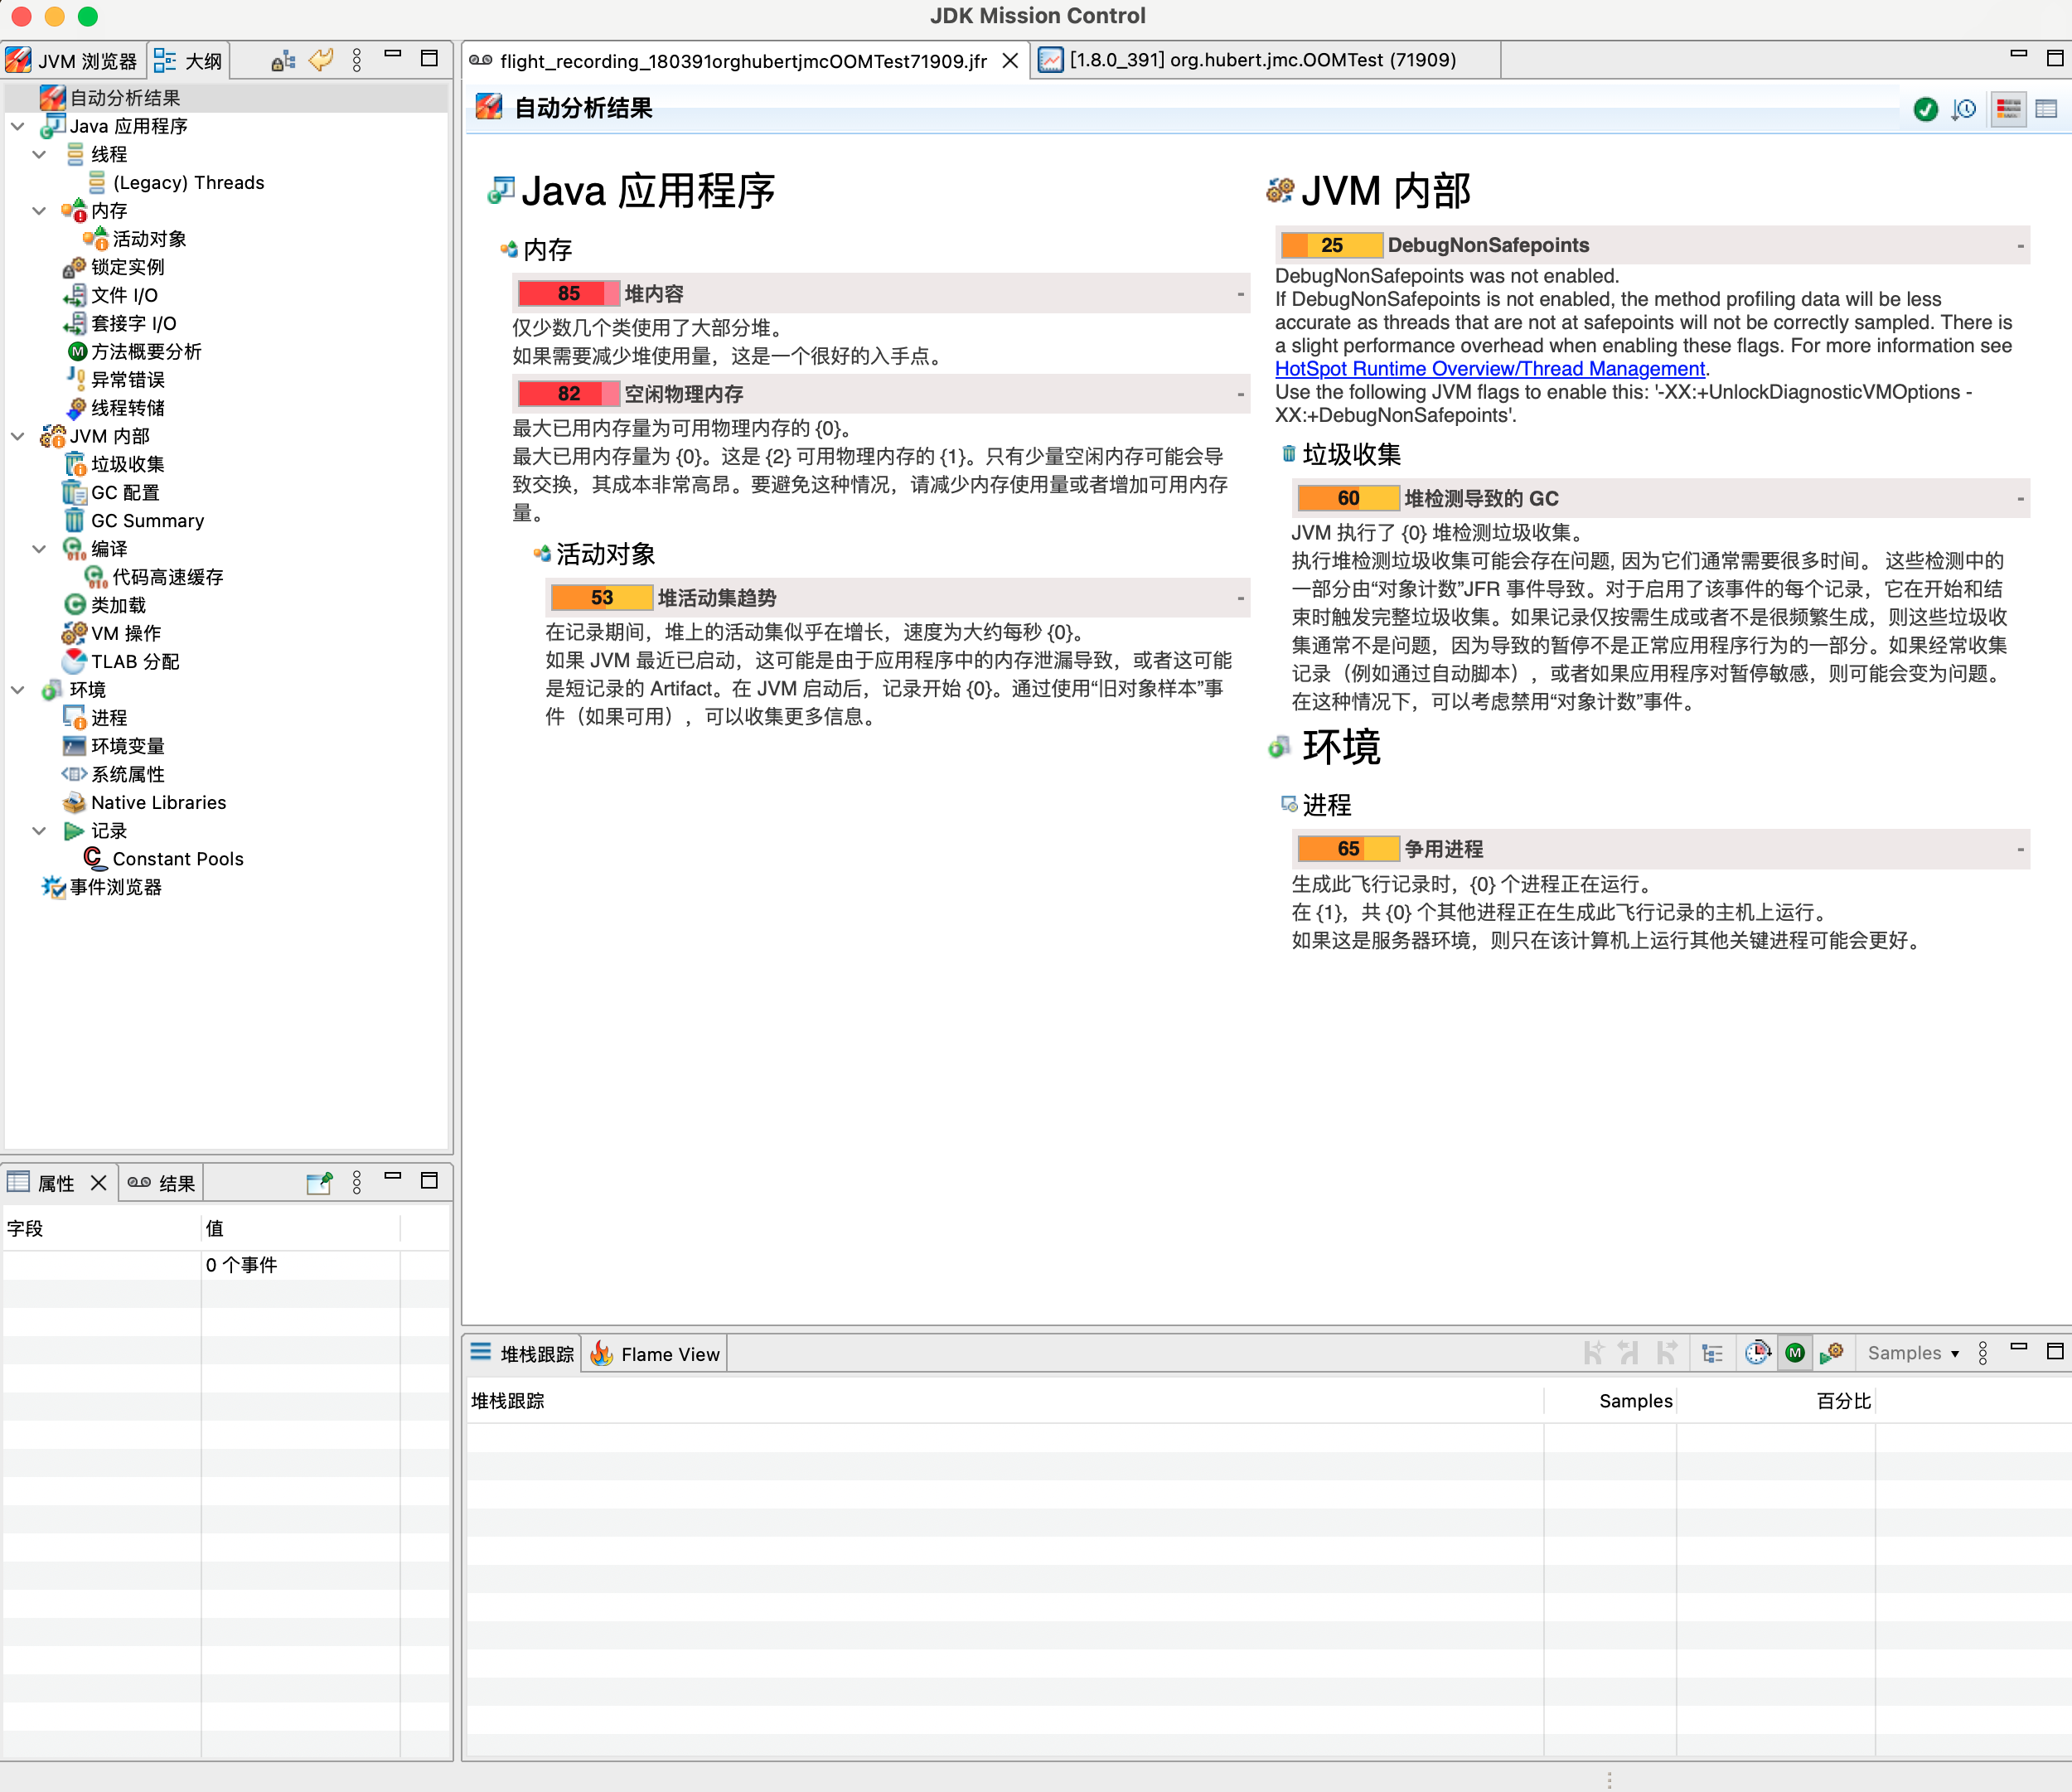 JDK Mission Control
JVM 浏览器
大纲
自动分析结果
Java 应用程序
线程
(Legacy) Threads
内存
活动对象
锁定实例
文件 I/O
套接字 I/O
方法概要分析
异常错误
线程转储
JVM 内部
垃圾收集
GC 配置
GC Summary
编译
代码高速缓存
类加载
VM 操作
TLAB 分配
环境
进程
环境变量
系统属性
Native Libraries
记录
Constant Pools
事件浏览器
属性
结果
字段 值
0 个事件
flight_recording_180391orghubertjmcOOMTest71909.jfr
[1.8.0_391] org.hubert.jmc.OOMTest (71909)
自动分析结果
Java 应用程序
内存
85 堆内容 -
仅少数几个类使用了大部分堆。
如果需要减少堆使用量，这是一个很好的入手点。
82 空闲物理内存 -
最大已用内存量为可用物理内存的 {0}。
最大已用内存量为 {0}。这是 {2} 可用物理内存的 {1}。只有少量空闲内存可能会导
致交换，其成本非常高昂。要避免这种情况，请减少内存使用量或者增加可用内存
量。
活动对象
53 堆活动集趋势 -
在记录期间，堆上的活动集似乎在增长，速度为大约每秒 {0}。
如果 JVM 最近已启动，这可能是由于应用程序中的内存泄漏导致，或者这可能
是短记录的 Artifact。在 JVM 启动后，记录开始 {0}。通过使用“旧对象样本”事
件（如果可用），可以收集更多信息。
JVM 内部
25 DebugNonSafepoints -
DebugNonSafepoints was not enabled.
If DebugNonSafepoints is not enabled, the method profiling data will be less
accurate as threads that are not at safepoints will not be correctly sampled. There is
a slight performance overhead when enabling these flags. For more information see
HotSpot Runtime Overview/Thread Management.
Use the following JVM flags to enable this: '-XX:+UnlockDiagnosticVMOptions -
XX:+DebugNonSafepoints'.
垃圾收集
60 堆检测导致的 GC -
JVM 执行了 {0} 堆检测垃圾收集。
执行堆检测垃圾收集可能会存在问题, 因为它们通常需要很多时间。 这些检测中的
一部分由“对象计数”JFR 事件导致。对于启用了该事件的每个记录，它在开始和结
束时触发完整垃圾收集。如果记录仅按需生成或者不是很频繁生成，则这些垃圾收
集通常不是问题，因为导致的暂停不是正常应用程序行为的一部分。如果经常收集
记录（例如通过自动脚本），或者如果应用程序对暂停敏感，则可能会变为问题。
在这种情况下，可以考虑禁用“对象计数”事件。
环境
进程
65 争用进程 -
生成此飞行记录时，{0} 个进程正在运行。
在 {1}，共 {0} 个其他进程正在生成此飞行记录的主机上运行。
如果这是服务器环境，则只在该计算机上运行其他关键进程可能会更好。
堆栈跟踪
Flame View
Samples
堆栈跟踪 Samples 百分比